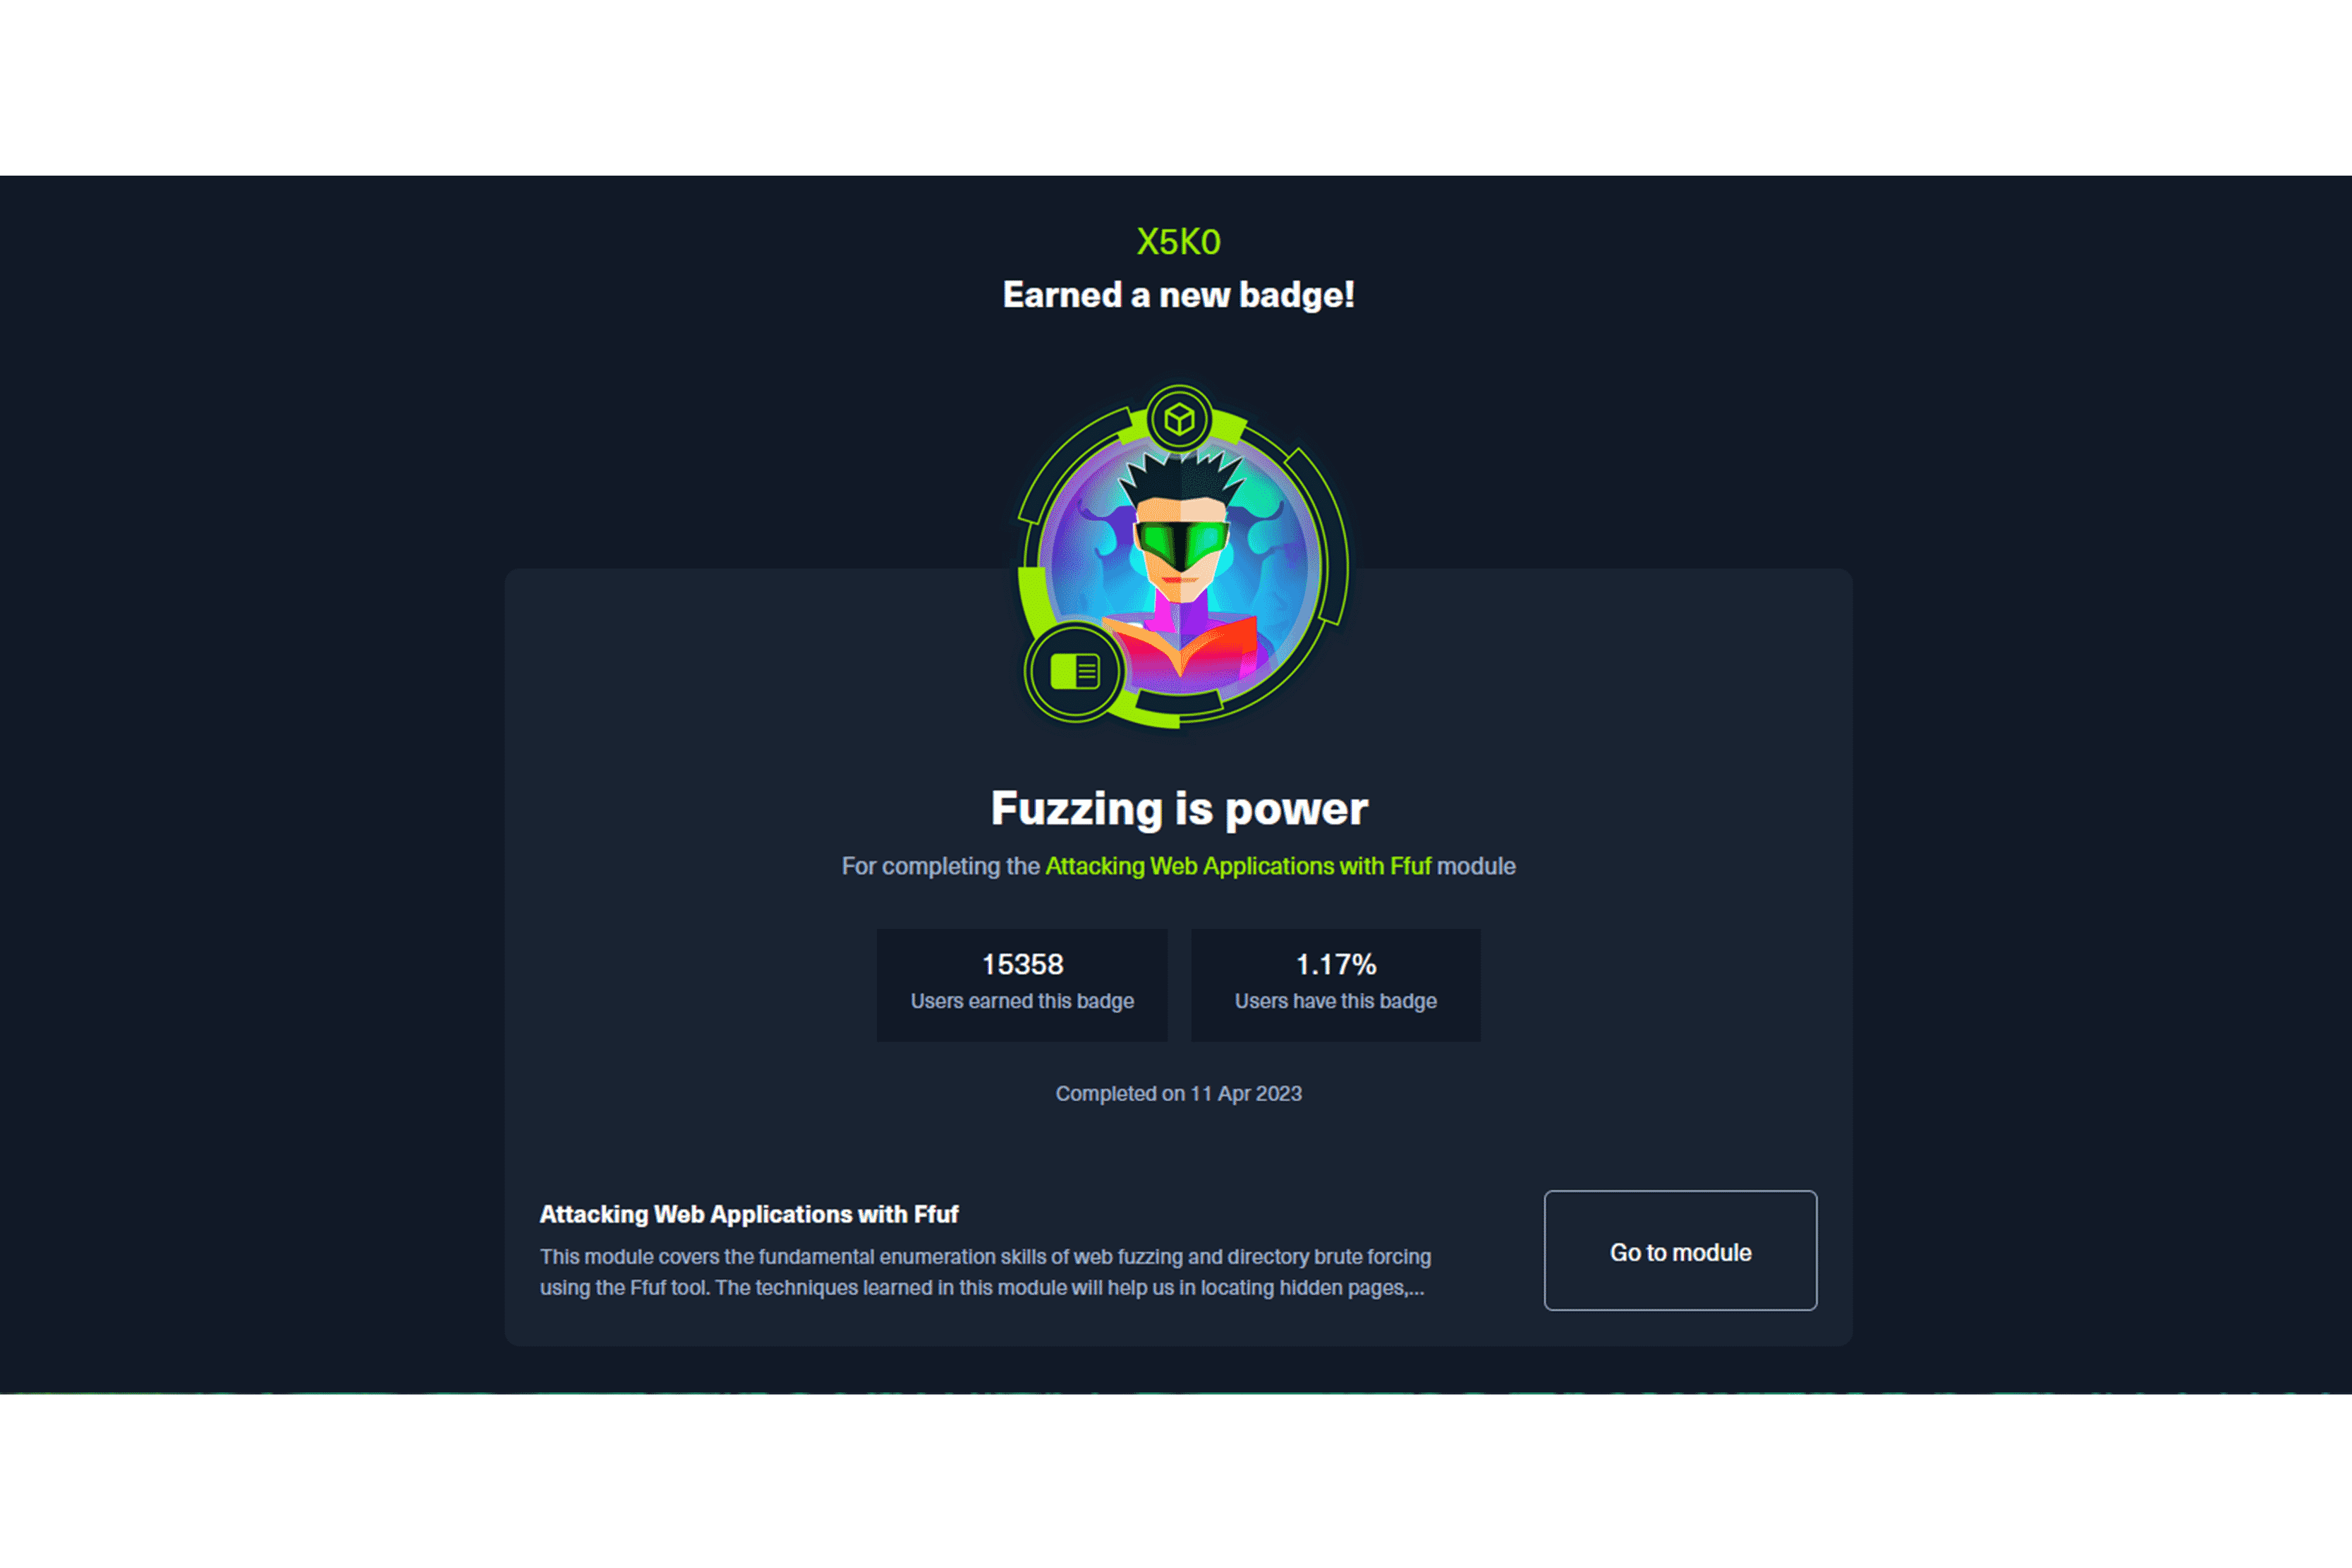 X5K0
Earned a new badge!
Fuzzing is power
For completing the Attacking Web Applications with Ffuf module
15358
Users earned this badge
1.17%
Users have this badge
Completed on 11 Apr 2023
Attacking Web Applications with Ffuf
This module covers the fundamental enumeration skills of web fuzzing and directory brute forcing
using the Ffuf tool. The techniques learned in this module will help us in locating hidden pages,...
Go to module